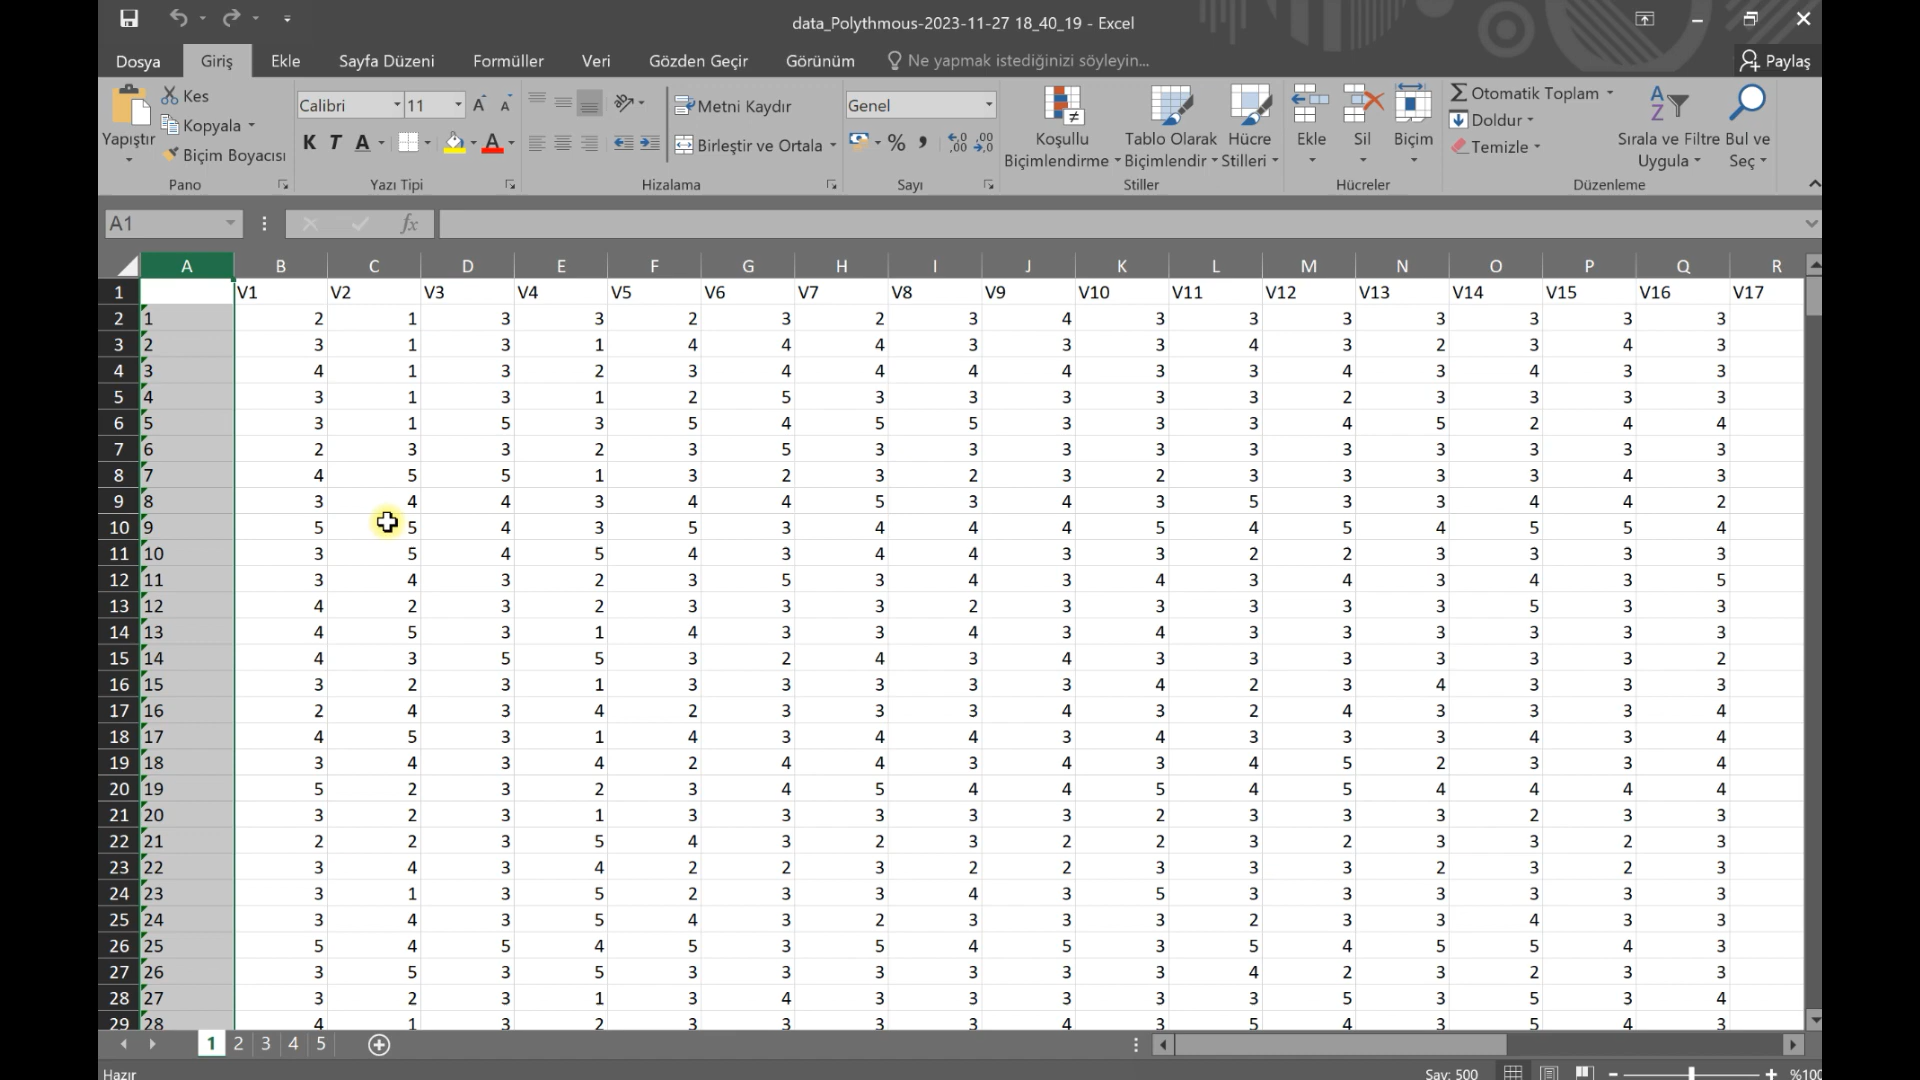 data_Polythmous-2023-11-27 18_40_19 - Excel
Dosya Giriş Ekle Sayfa Düzeni Formüller Veri Gözden Geçir Görünüm Ne yapmak istediğinizi söyleyin... Paylaş
Yapıştır
Kes
Kopyala
Biçim Boyacısı
Pano
Calibri 11
K T A
Yazı Tipi
Metni Kaydır
Birleştir ve Ortala
Hizalama
Genel
%
Sayı
Koşullu Biçimlendirme
Tablo Olarak Biçimlendir
Hücre Stilleri
Stiller
Ekle
Sil
Biçim
Hücreler
Otomatik Toplam
Doldur
Temizle
Sırala ve Filtre Uygula
Bul ve Seç
Düzenleme
A1 fx
A B C D E F G H I J K L M N O P Q R
1 V1 V2 V3 V4 V5 V6 V7 V8 V9 V10 V11 V12 V13 V14 V15 V16 V17
2 1 2 1 3 3 2 3 2 3 4 3 3 3 3 3 3 3
3 2 3 1 3 1 4 4 4 3 3 3 4 3 2 3 4 3
4 3 4 1 3 2 3 4 4 4 4 3 3 4 3 4 3 3
5 4 3 1 3 1 2 5 3 3 3 3 3 2 3 3 3 3
6 5 3 1 5 3 5 4 5 5 3 3 3 4 5 2 4 4
7 6 2 3 3 2 3 5 3 3 3 3 3 3 3 3 3 3
8 7 4 5 5 1 3 2 3 2 3 2 3 3 3 3 4 3
9 8 3 4 4 3 4 4 5 3 4 3 5 3 3 4 4 2
10 9 5 5 4 3 5 3 4 4 4 5 4 5 4 5 5 4
11 10 3 5 4 5 4 3 4 4 3 3 2 2 3 3 3 3
12 11 3 4 3 2 3 5 3 4 3 4 3 4 3 4 3 5
13 12 4 2 3 2 3 3 3 2 3 3 3 3 3 5 3 3
14 13 4 5 3 1 4 3 3 4 3 4 3 3 3 3 3 3
15 14 4 3 5 5 3 2 4 3 4 3 3 3 3 3 3 2
16 15 3 2 3 1 3 3 3 3 3 4 2 3 4 3 3 3
17 16 2 4 3 4 2 3 3 3 4 3 2 4 3 3 3 4
18 17 4 5 3 1 4 3 4 4 3 4 3 3 3 4 3 4
19 18 3 4 3 4 2 4 4 3 4 3 4 5 2 3 3 4
20 19 5 2 3 2 3 4 5 4 4 5 4 5 4 4 4 4
21 20 3 2 3 1 3 3 3 3 3 2 3 3 3 2 3 3
22 21 2 2 3 5 4 3 2 3 2 2 3 2 3 3 2 3
23 22 3 4 3 4 2 2 3 2 2 3 3 3 2 3 2 3
24 23 3 1 3 5 2 3 3 4 3 5 3 3 3 3 3 3
25 24 3 4 3 5 4 3 2 3 3 3 2 3 3 4 3 3
26 25 5 4 5 4 5 3 5 4 5 3 5 4 5 5 4 3
27 26 3 5 3 5 3 3 3 3 3 3 4 2 3 2 3 3
28 27 3 2 3 1 3 4 3 3 3 3 3 5 3 5 3 4
29 28 4 1 3 2 3 3 3 3 4 3 5 4 3 5 4 3
1 2 3 4 5
Hazır Say: 500 %100